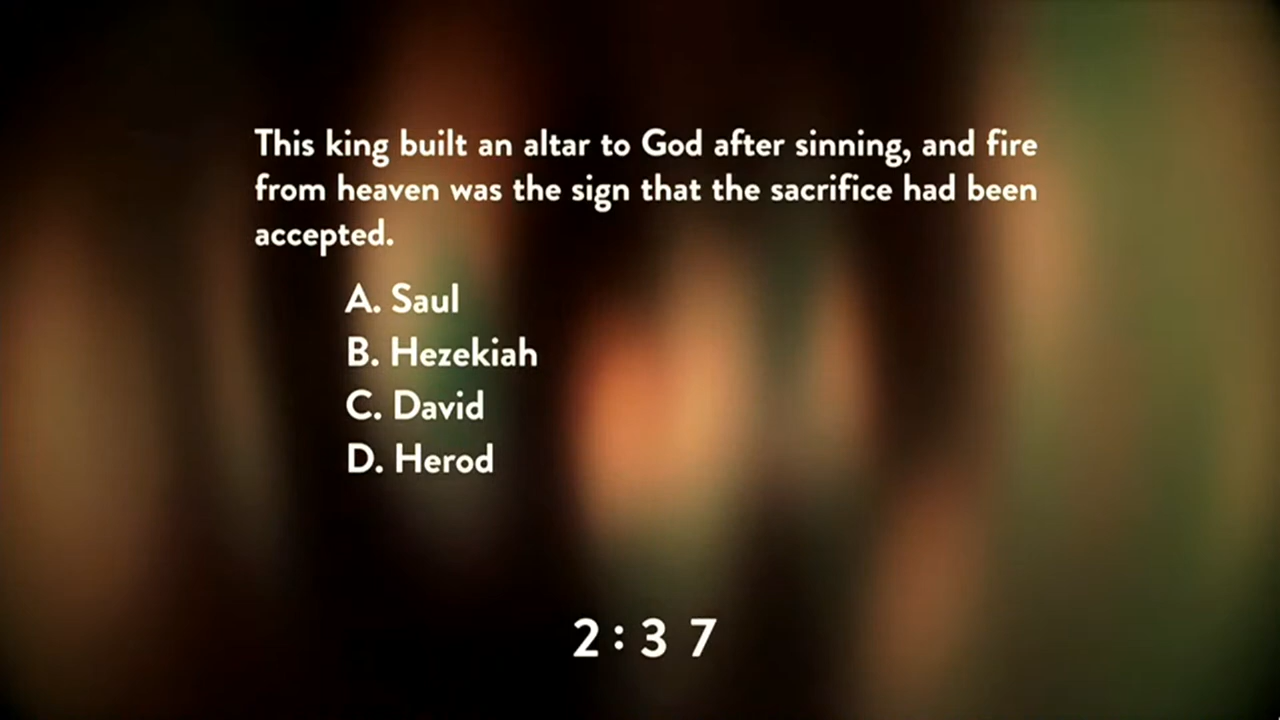 This king built an altar to God after sinning, and fire
from heaven was the sign that the sacrifice had been
accepted.
A. Saul
B. Hezekiah
C. David
D. Herod
2:37